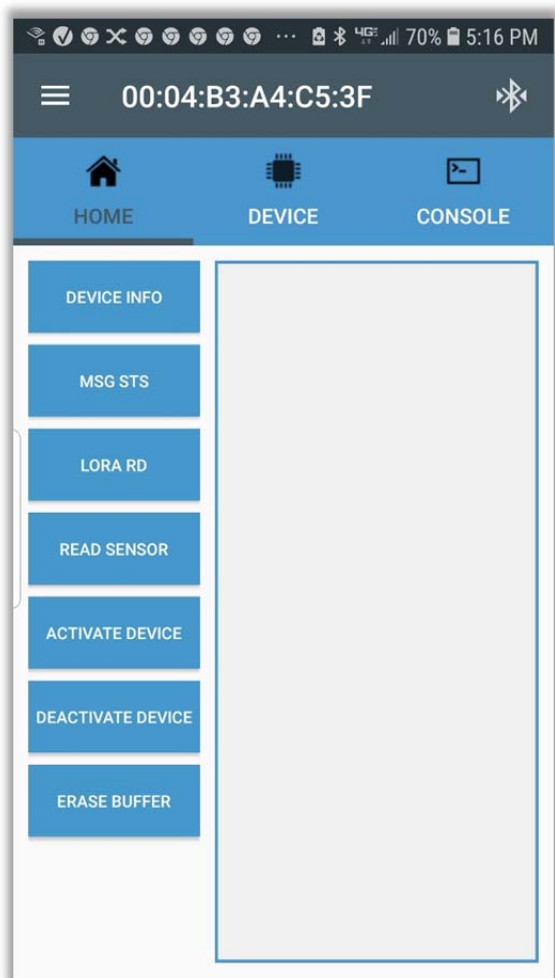 4GE 70% 5:16 PM
00:04:B3:A4:C5:3F
HOME DEVICE CONSOLE
DEVICE INFO
MSG STS
LORA RD
READ SENSOR
ACTIVATE DEVICE
DEACTIVATE DEVICE
ERASE BUFFER